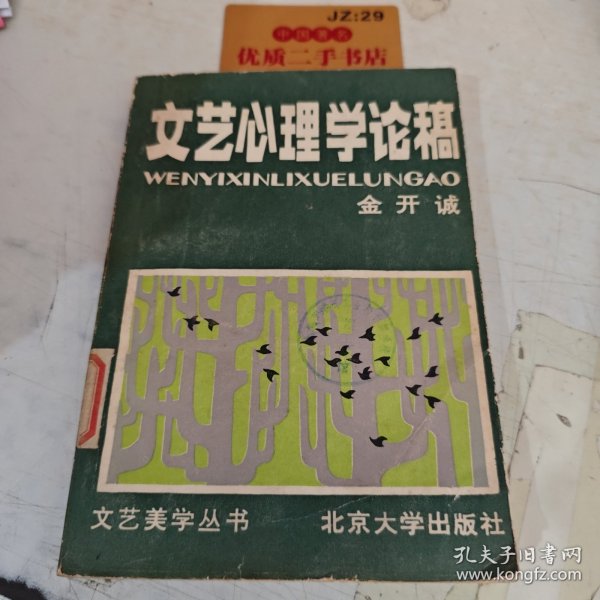 JZ:29
中国著名
优质二手书店
文艺心理学论稿
WENYIXINLIXUELUNGAO
金开诚
文艺美学丛书
北京大学出版社
孔夫子旧书网
www.kongfz.com